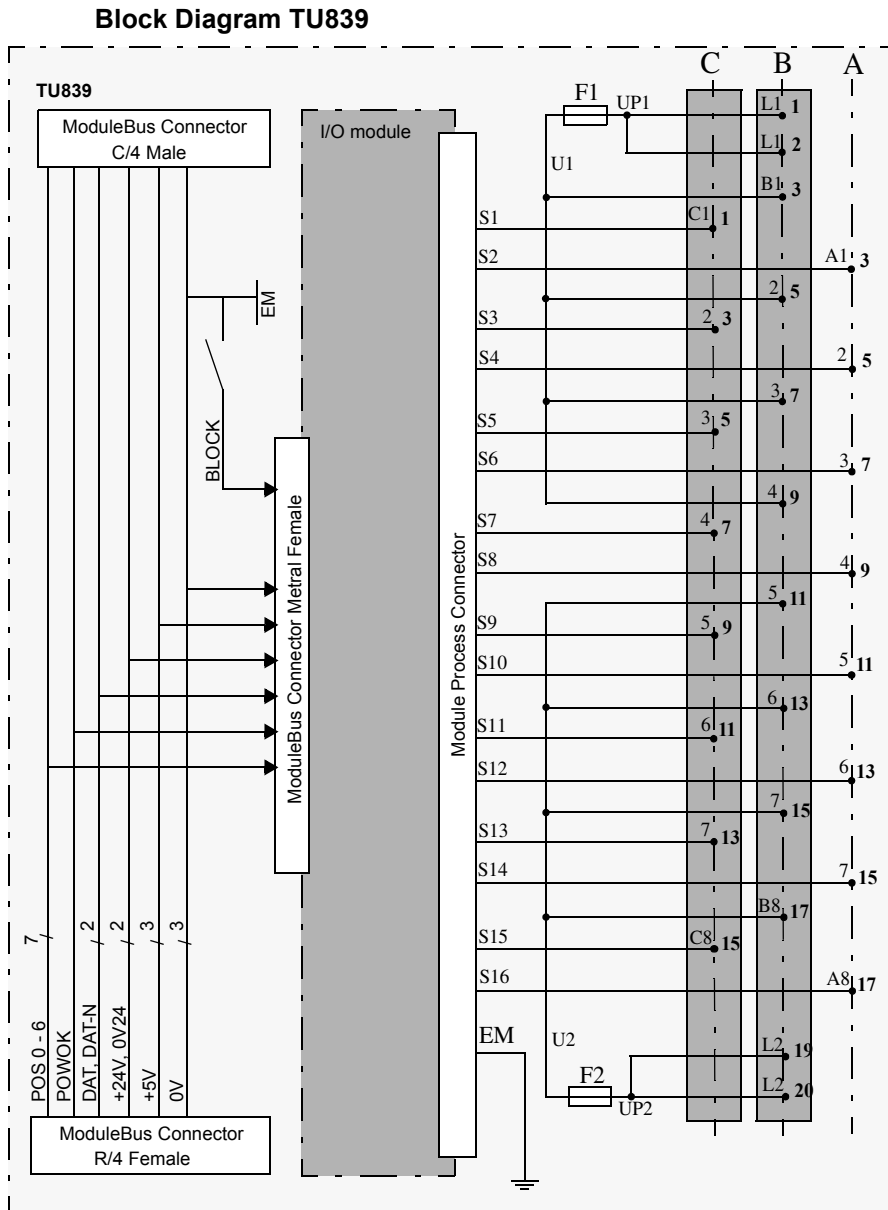 Block Diagram TU839
C B A
TU839
ModuleBus Connector
C/4 Male
I/O module
F1 UP1 L1 1
L1 2
U1
B1 3
S1 C1 1
S2 A1 3
2 5
EM
S3 2 3
S4 2 5
3 7
BLOCK
S5 3 5
S6 3 7
4 9
ModuleBus Connector Metral Female
Module Process Connector
S7 4 7
S8 4 9
5 11
S9 5 9
S10 5 11
6 13
S11 6 11
S12 6 13
7 15
S13 7 13
S14 7 15
B8 17
S15 C8 15
S16 A8 17
7 2 2 3 3
EM U2
L2 19
F2 L2 20
UP2
POS 0 - 6
POWOK
DAT, DAT-N
+24V, 0V24
+5V
0V
ModuleBus Connector
R/4 Female